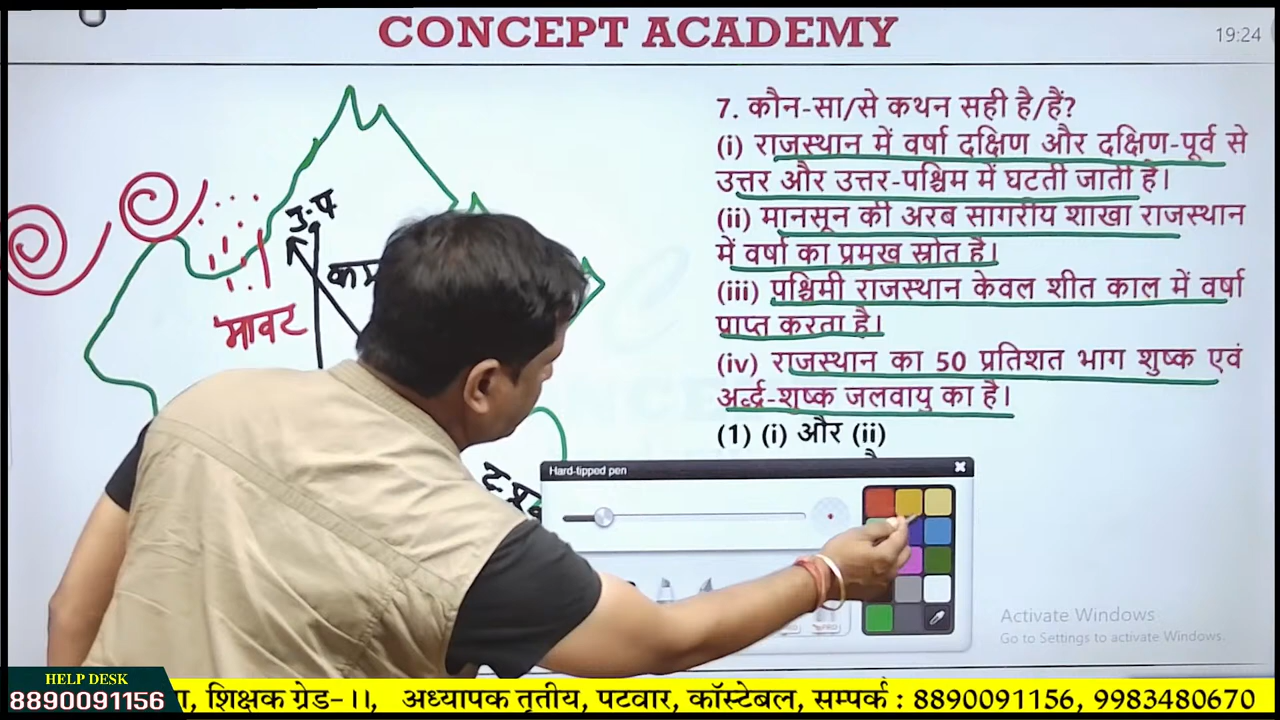 CONCEPT ACADEMY
19:24
7. कौन-सा/से कथन सही है/हैं?
(i) राजस्थान में वर्षा दक्षिण और दक्षिण-पूर्व से
उत्तर और उत्तर-पश्चिम में घटती जाती है।
(ii) मानसून की अरब सागरीय शाखा राजस्थान
में वर्षा का प्रमुख स्रोत है।
(iii) पश्चिमी राजस्थान केवल शीत काल में वर्षा
प्राप्त करता है।
(iv) राजस्थान का 50 प्रतिशत भाग शुष्क एवं
अर्द्ध-शुष्क जलवायु का है।
(1) (i) और (ii)
उ.प
मावट
Hard-tipped pen
Activate Windows
Go to Settings to activate Windows.
HELP DESK
8890091156
शिक्षक ग्रेड-II, अध्यापक तृतीय, पटवार, कॉस्टेबल, सम्पर्क : 8890091156, 9983480670